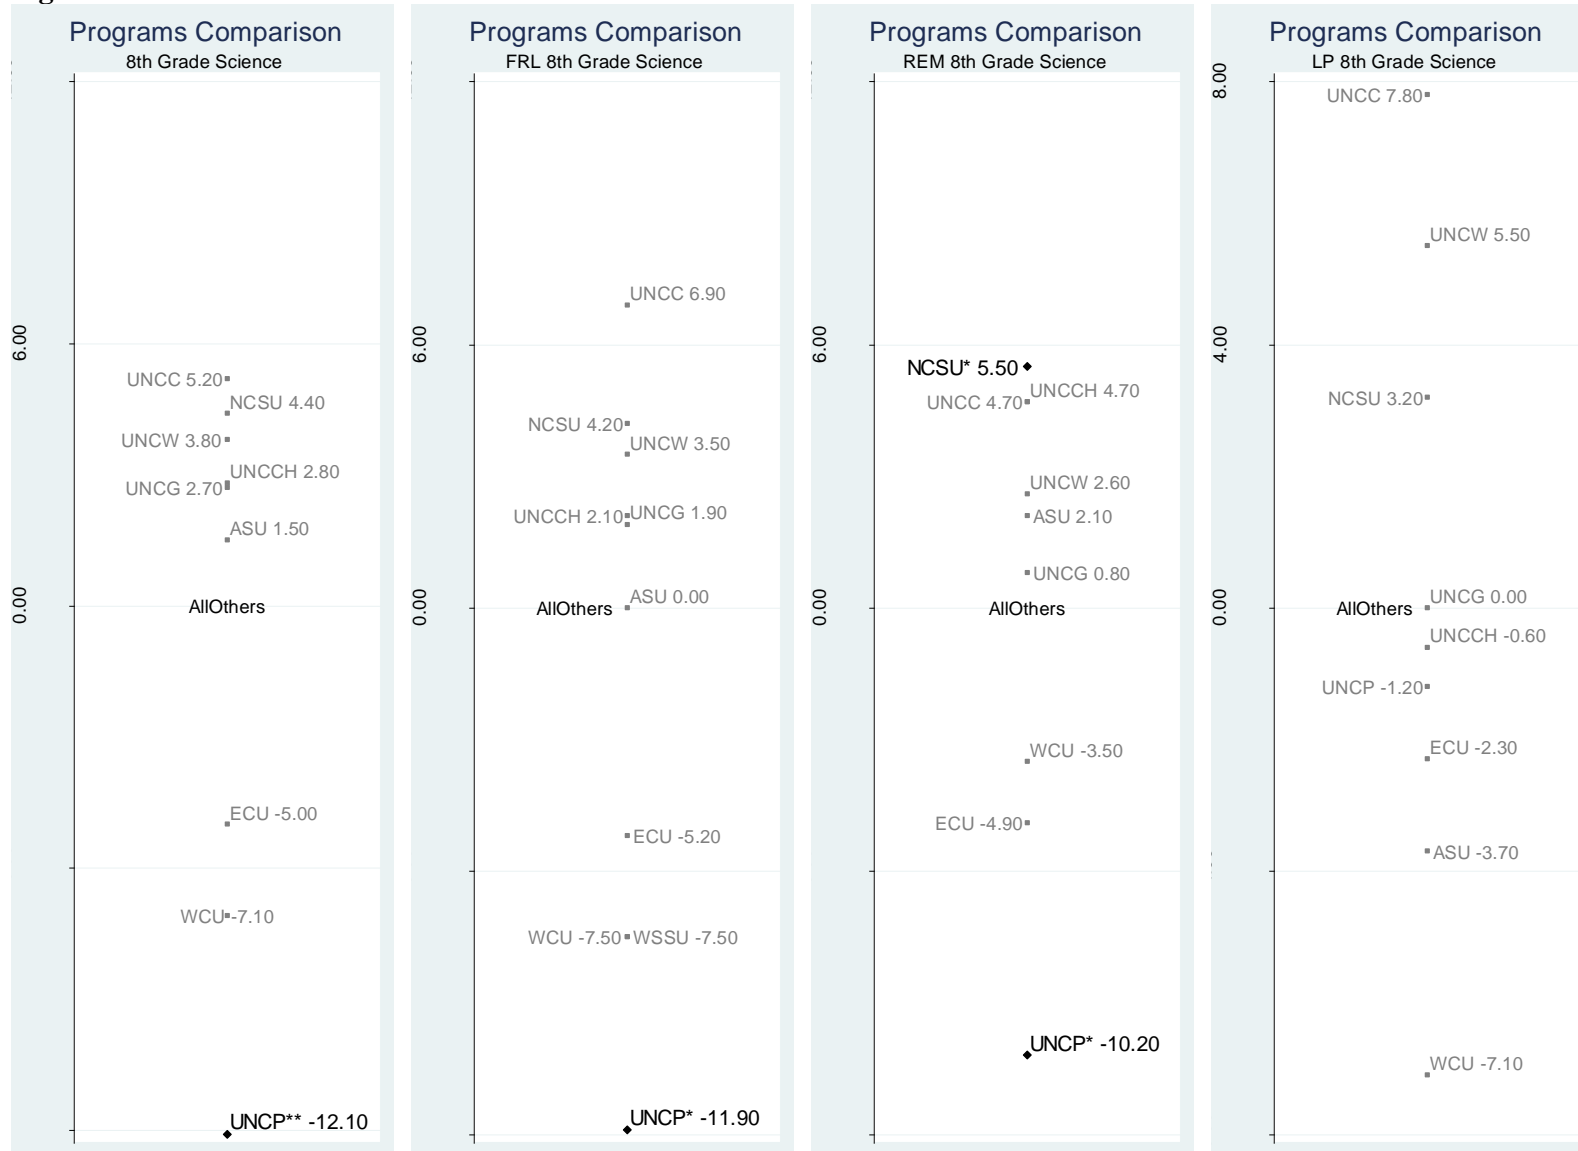 Programs Comparison
8th Grade Science
6.00
UNCC 5.20
NCSU 4.40
UNCW 3.80
UNCCH 2.80
UNCG 2.70
ASU 1.50
0.00
AllOthers
ECU -5.00
WCU -7.10
UNCP** -12.10
Programs Comparison
FRL 8th Grade Science
UNCC 6.90
6.00
NCSU 4.20
UNCW 3.50
UNCCH 2.10
UNCG 1.90
ASU 0.00
0.00
AllOthers
ECU -5.20
WCU -7.50
WSSU -7.50
UNCP* -11.90
Programs Comparison
REM 8th Grade Science
6.00
NCSU* 5.50
UNCCH 4.70
UNCC 4.70
UNCW 2.60
ASU 2.10
UNCG 0.80
0.00
AllOthers
WCU -3.50
ECU -4.90
UNCP* -10.20
Programs Comparison
LP 8th Grade Science
8.00
UNCC 7.80
UNCW 5.50
4.00
NCSU 3.20
UNCG 0.00
0.00
AllOthers
UNCCH -0.60
UNCP -1.20
ECU -2.30
ASU -3.70
WCU -7.10